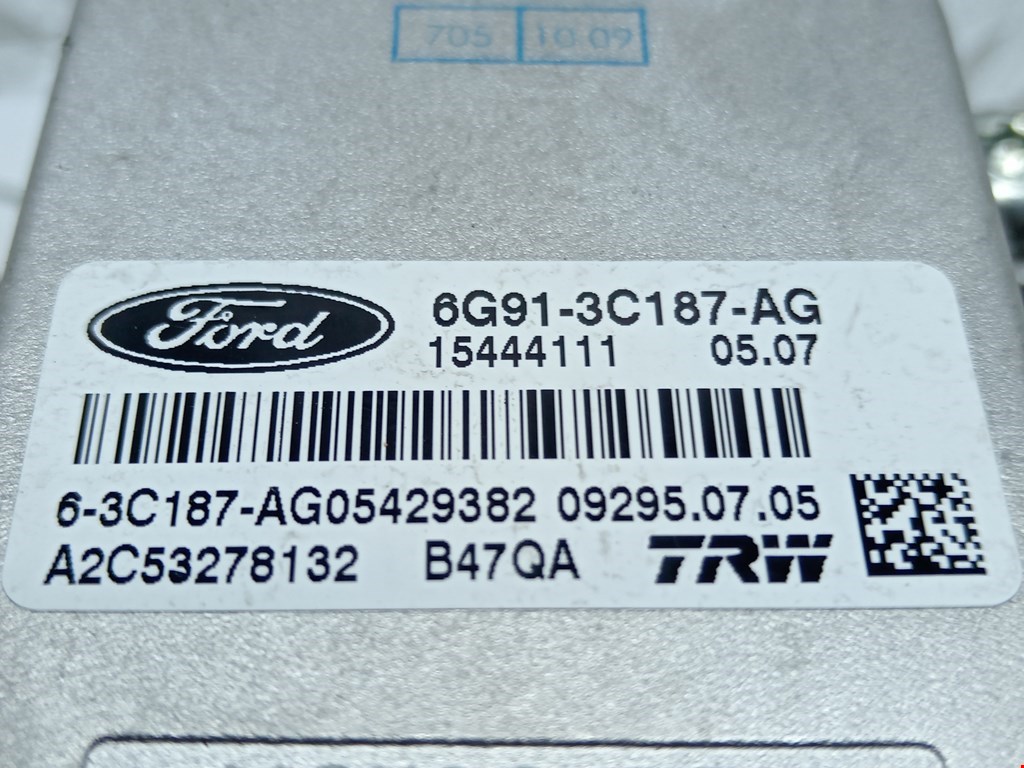 705 10 09
Ford 6G91-3C187-AG
15444111 05.07
6-3C187-AG05429382 09295.07.05
A2C53278132 B47QA TRW